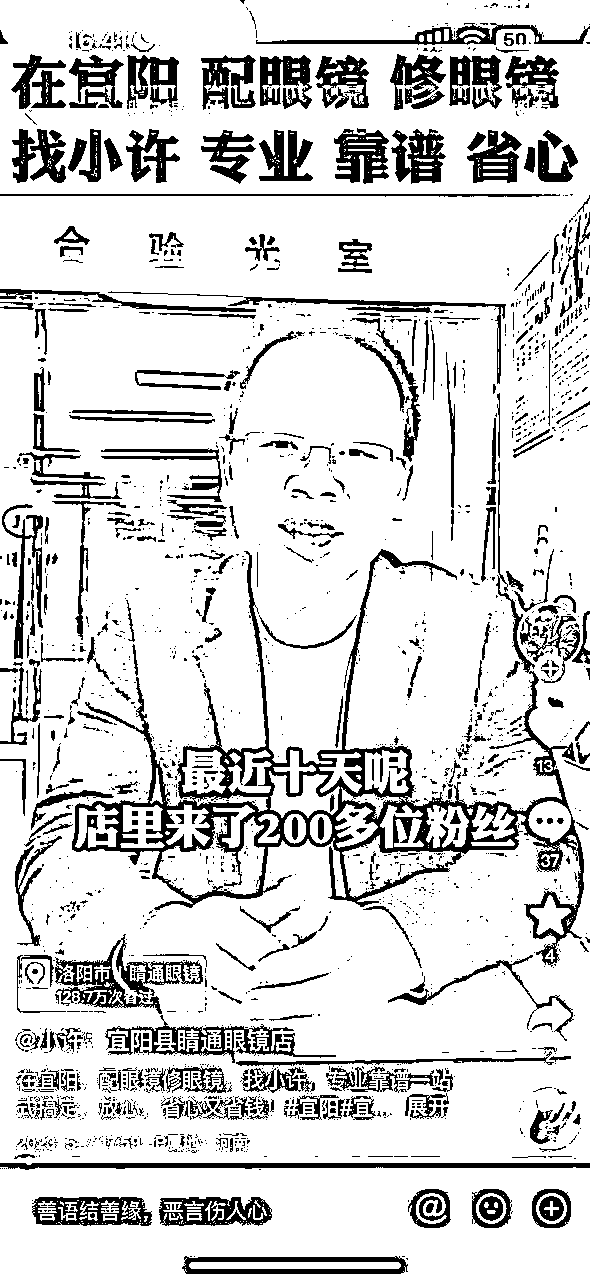 16:41
50
在宜阳 配眼镜 修眼镜
找小许 专业 靠谱 省心
合 验 光 室
最近十天呢
店里来了200多位粉丝
13
37
4
2
洛阳市 睛通眼镜
128.7万次看过
@小许 宜阳县睛通眼镜店
在宜阳，配眼镜修眼镜，找小许，专业靠谱一站
式搞定，放心，省心又省钱！#宜阳#宜... 展开
河南
善语结善缘，恶言伤人心